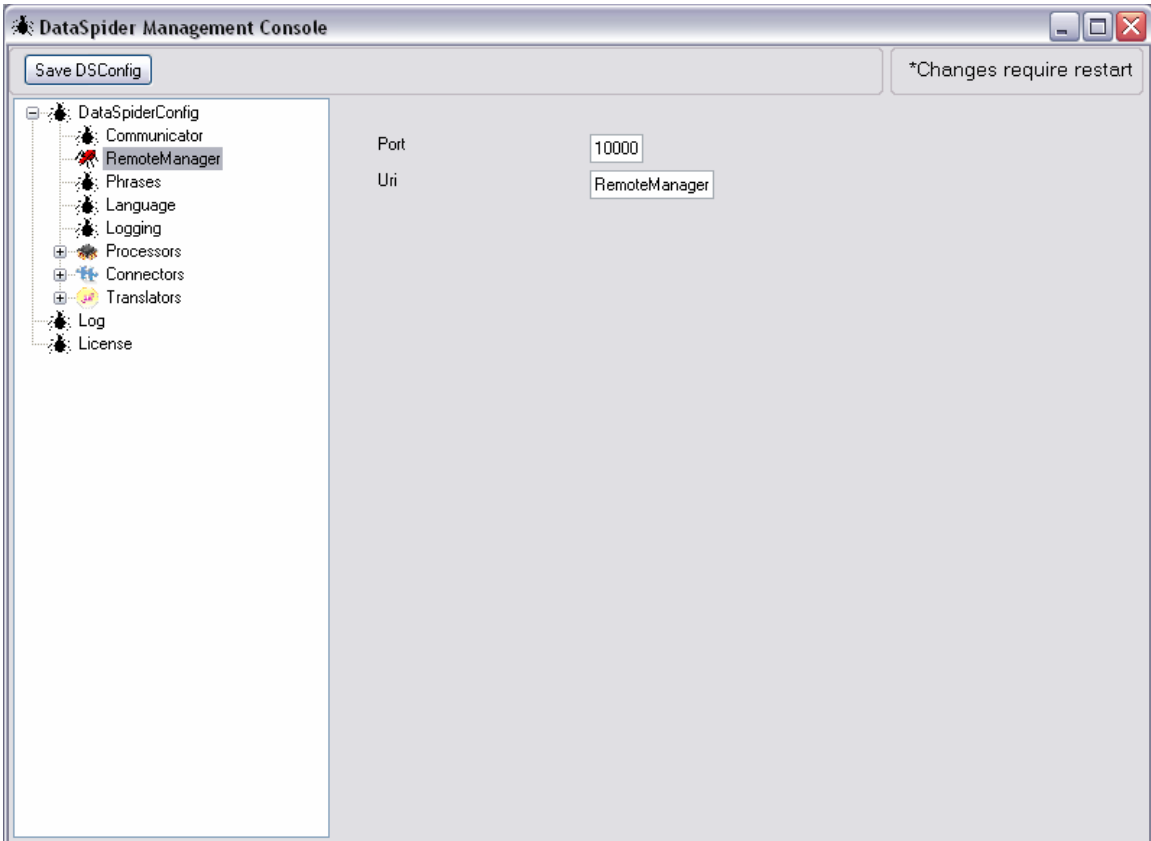 DataSpider Management Console
Save DSConfig
*Changes require restart
DataSpiderConfig
Communicator
RemoteManager
Phrases
Language
Logging
Processors
Connectors
Translators
Log
License
Port 10000
Uri RemoteManager